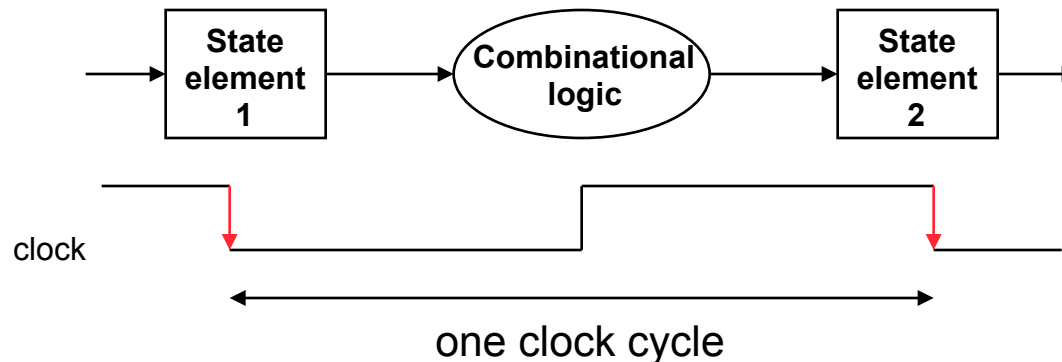 State
element
1
Combinational
logic
State
element
2
clock
one clock cycle